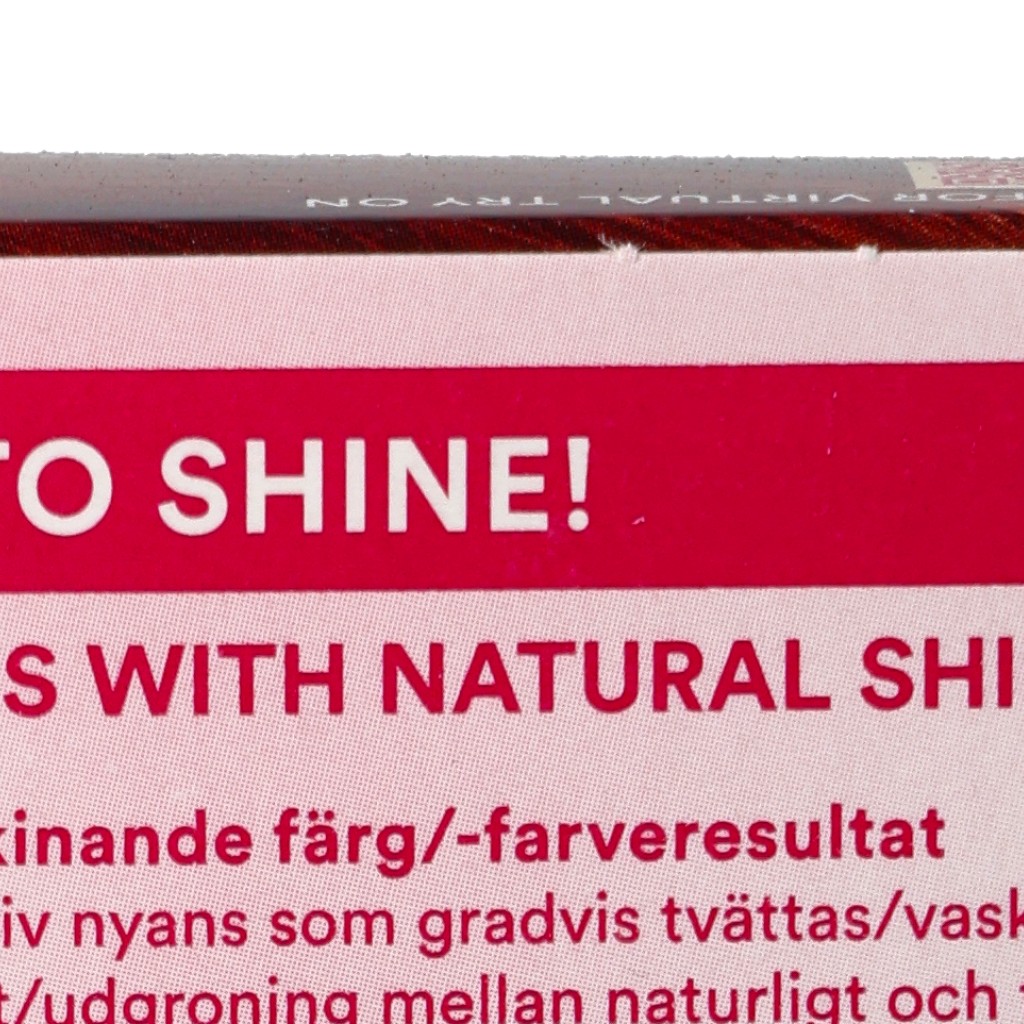 FOR VIRTUAL TRY ON
TO SHINE!
S WITH NATURAL SHI
kinande färg/-farveresultat
iv nyans som gradvis tvättas/vask
t/udgroning mellan naturligt och